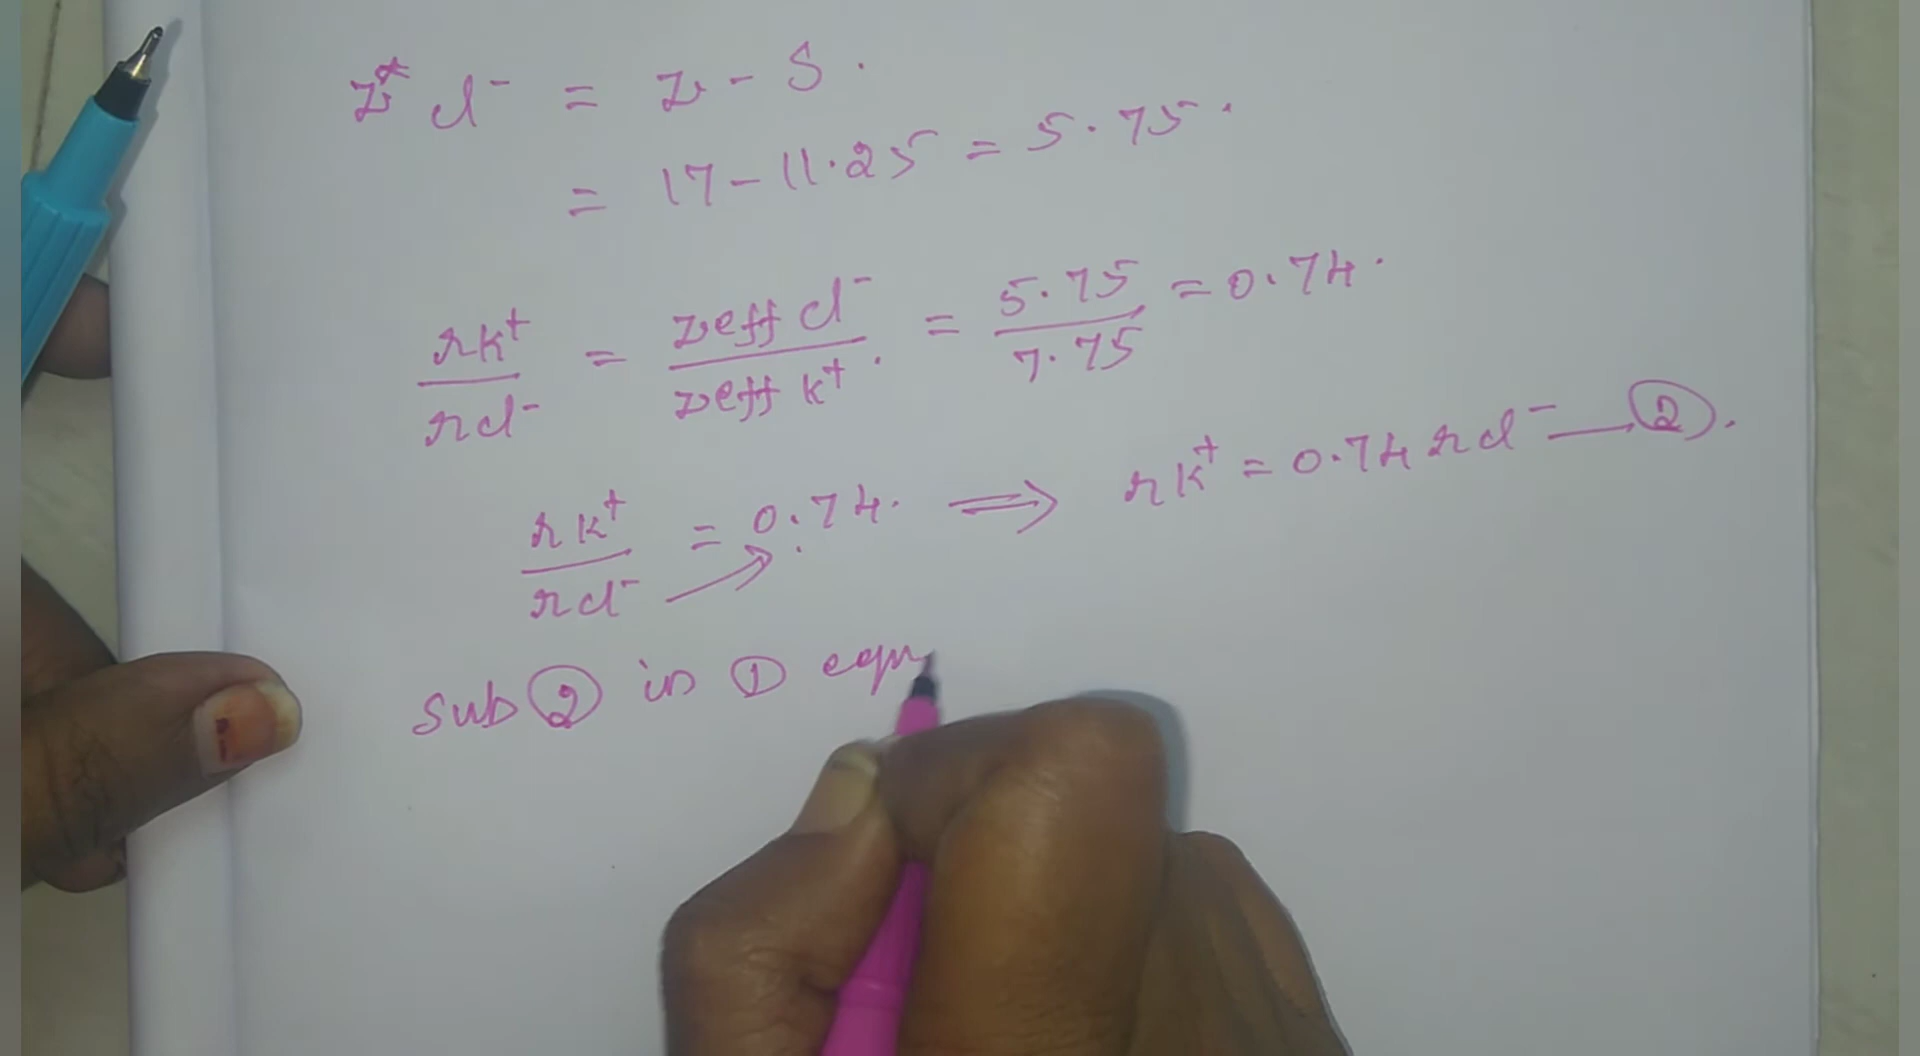 Z* Cl⁻ = Z - S.
= 17 - 11.25 = 5.75.
rK⁺/rCl⁻ = Zeff Cl⁻/Zeff K⁺. = 5.75/7.75 = 0.74.
rK⁺/rCl⁻ = 0.74. ⟹ rK⁺ = 0.74 rCl⁻ — ②.
sub ② in ① eqn